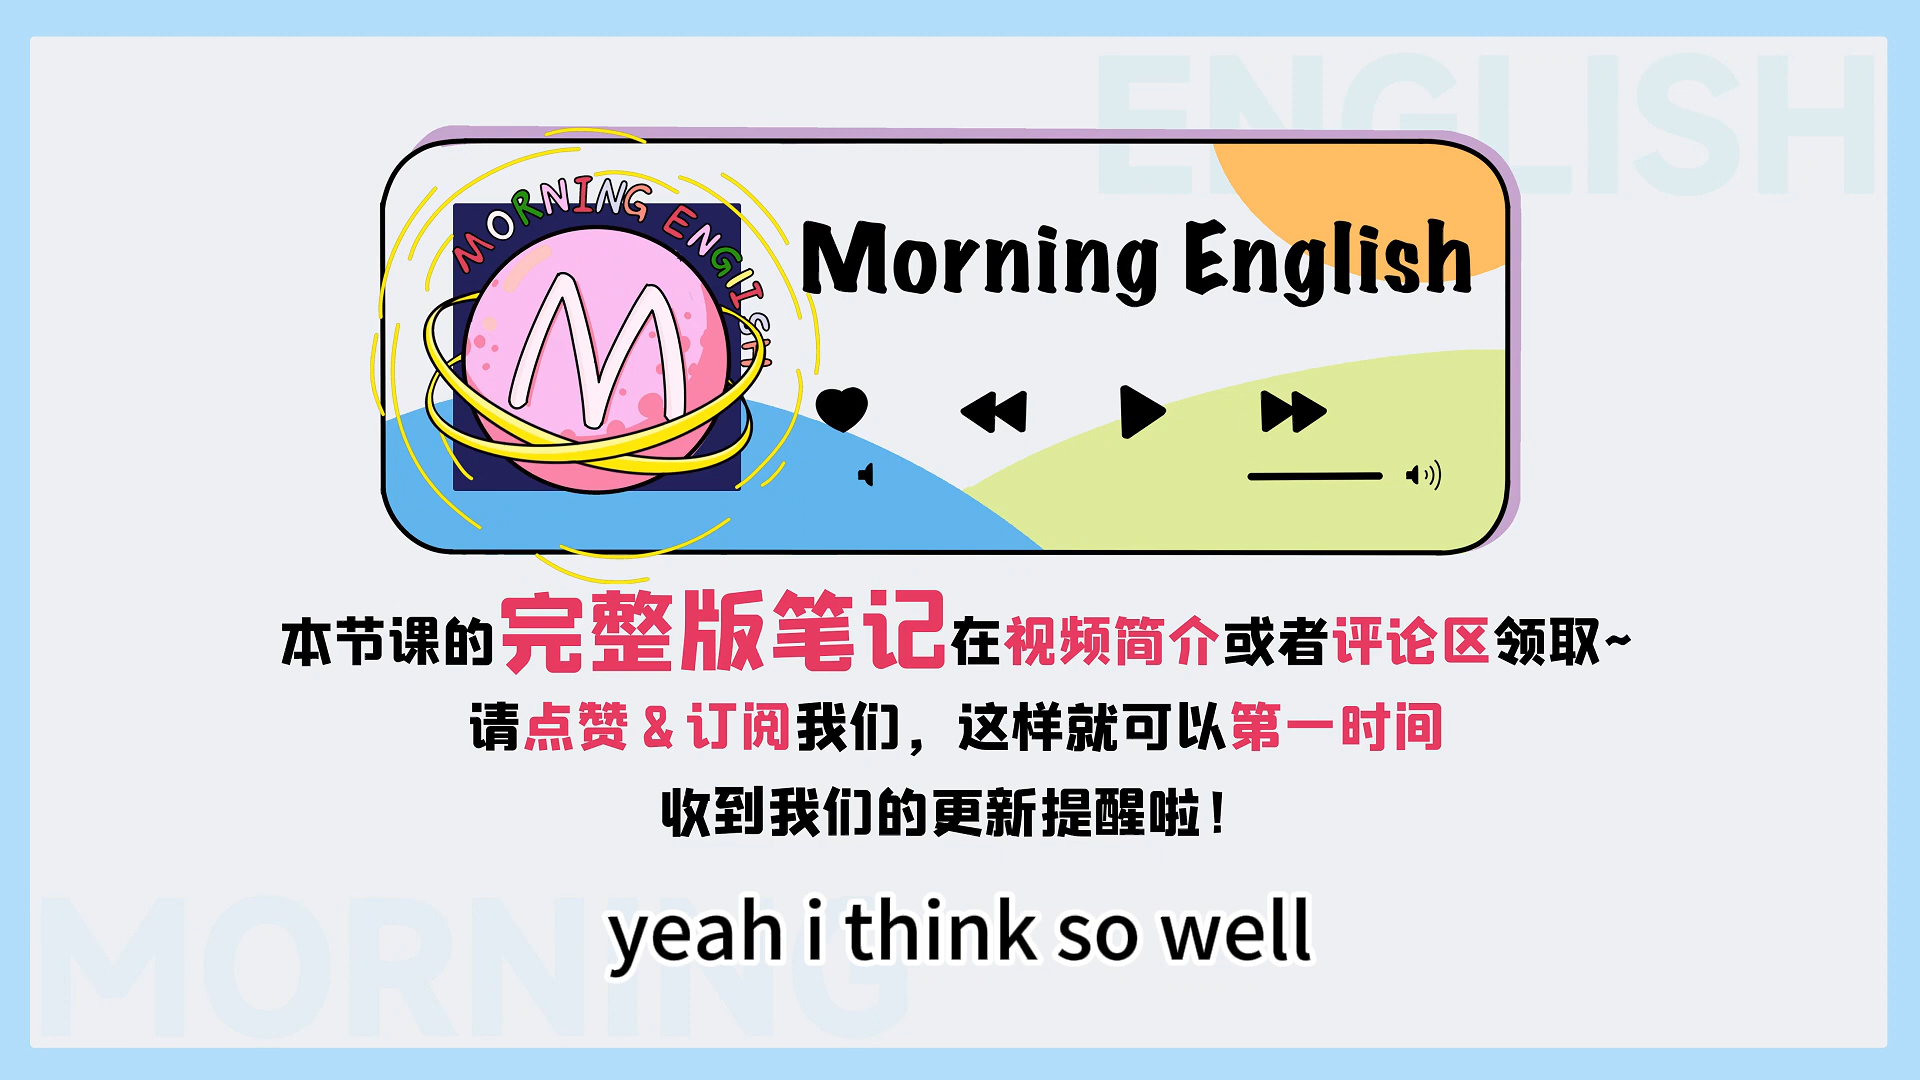 ENGLISH
MORNING ENGLISH
M
Morning English
本节课的完整版笔记在视频简介或者评论区领取~
请点赞&订阅我们，这样就可以第一时间
收到我们的更新提醒啦！
yeah i think so well
MORNING